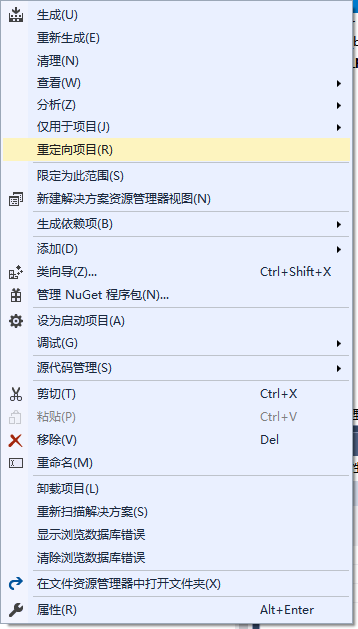 生成(U)
重新生成(E)
清理(N)
查看(W)
分析(Z)
仅用于项目(J)
重定向项目(R)
限定为此范围(S)
新建解决方案资源管理器视图(N)
生成依赖项(B)
添加(D)
类向导(Z)... Ctrl+Shift+X
管理 NuGet 程序包(N)...
设为启动项目(A)
调试(G)
源代码管理(S)
剪切(T) Ctrl+X
粘贴(P) Ctrl+V
移除(V) Del
重命名(M)
卸载项目(L)
重新扫描解决方案(S)
显示浏览数据库错误
清除浏览数据库错误
在文件资源管理器中打开文件夹(X)
属性(R) Alt+Enter